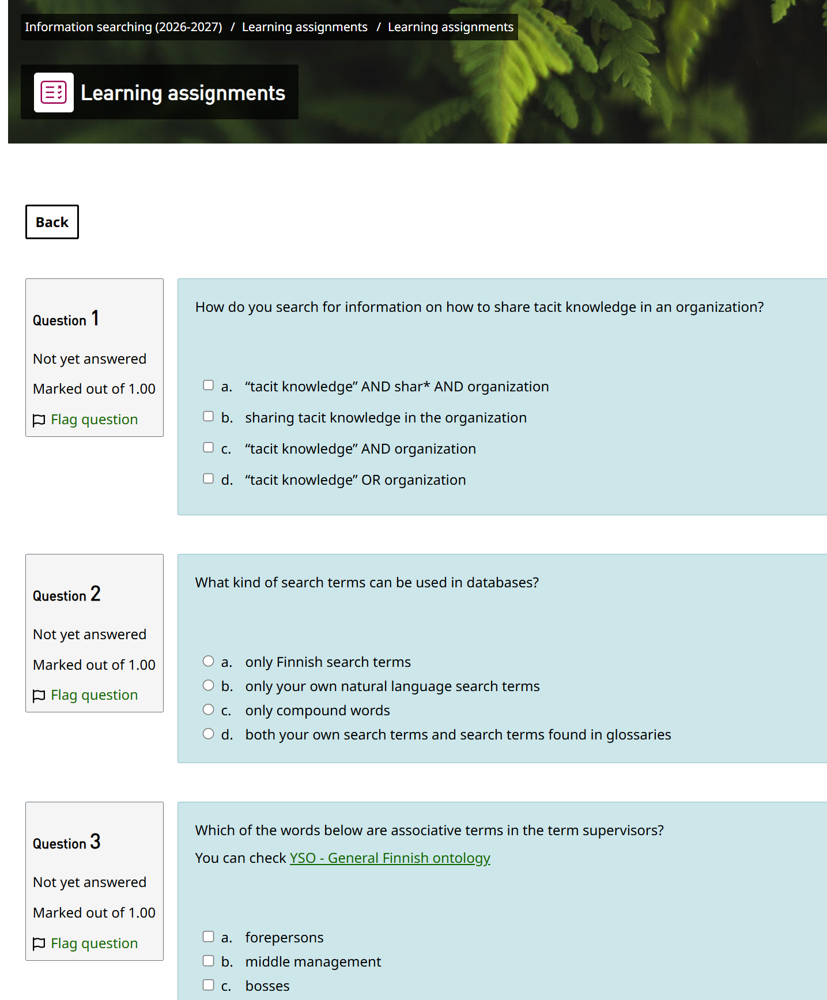 Information searching (2026-2027) / Learning assignments / Learning assignments
Learning assignments
Back
Question 1
Not yet answered
Marked out of 1.00
Flag question
How do you search for information on how to share tacit knowledge in an organization?
a. “tacit knowledge” AND shar* AND organization
b. sharing tacit knowledge in the organization
c. “tacit knowledge” AND organization
d. “tacit knowledge” OR organization
Question 2
Not yet answered
Marked out of 1.00
Flag question
What kind of search terms can be used in databases?
a. only Finnish search terms
b. only your own natural language search terms
c. only compound words
d. both your own search terms and search terms found in glossaries
Question 3
Not yet answered
Marked out of 1.00
Flag question
Which of the words below are associative terms in the term supervisors?
You can check YSO - General Finnish ontology
a. forepersons
b. middle management
c. bosses